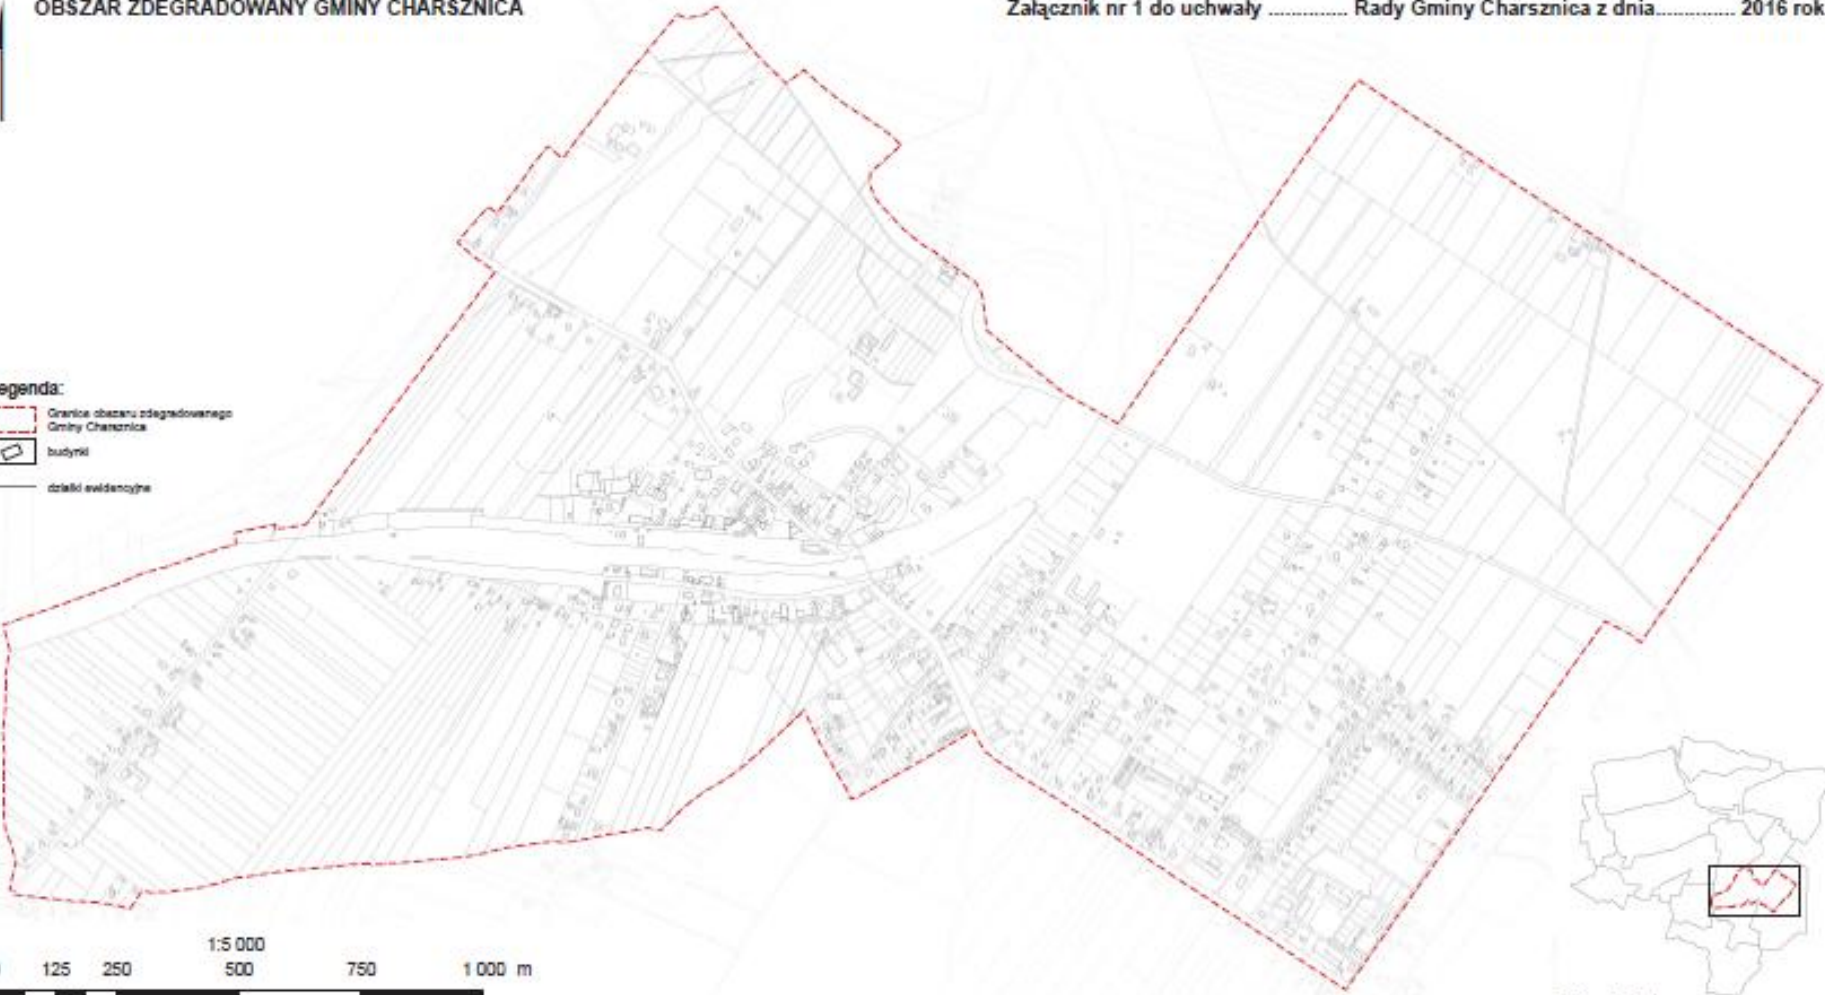 OBSZAR ZDEGRADOWANY GMINY CHARSZNICA
Załącznik nr 1 do uchwały .............. Rady Gminy Charsznica z dnia.............. 2016 rok
egenda:
Granice obszaru zdegradowanego
Gminy Charsznica
budynki
działki ewidencyjne
1:5 000
125 250 500 750 1 000 m